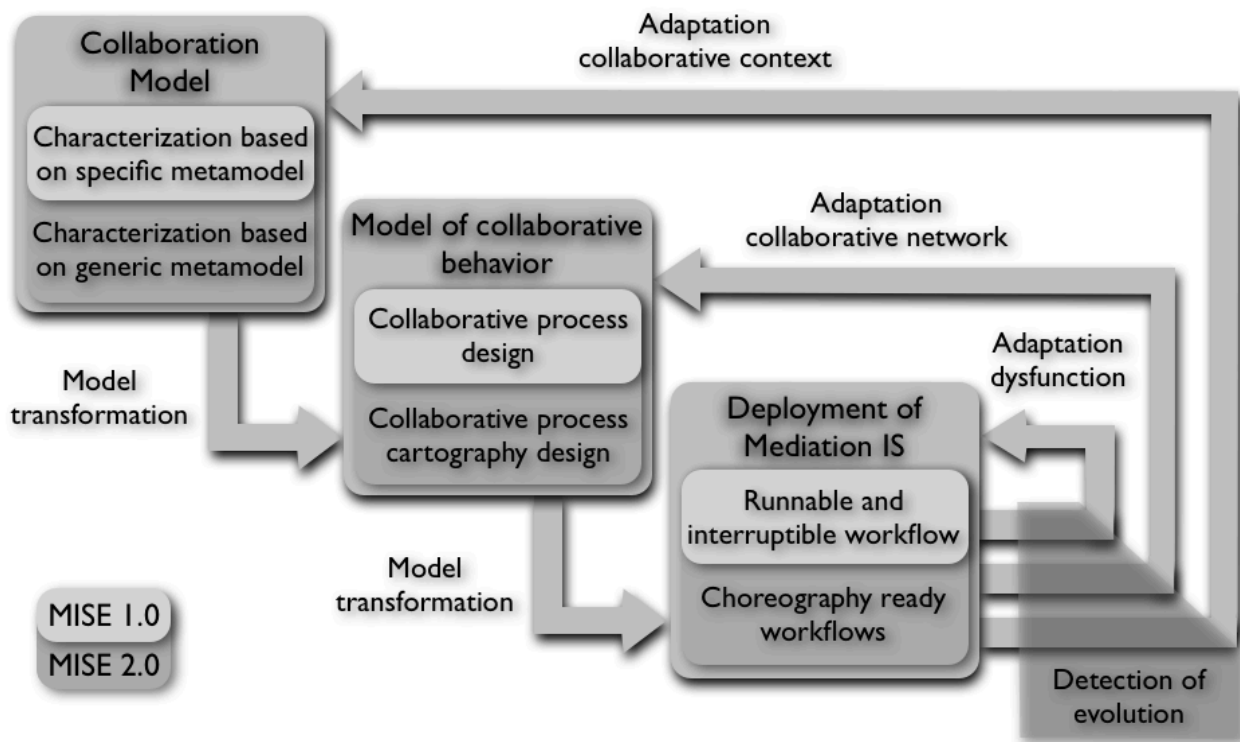 Collaboration
Model
Characterization based
on specific metamodel
Characterization based
on generic metamodel
Adaptation
collaborative context
Model of collaborative
behavior
Collaborative process
design
Collaborative process
cartography design
Adaptation
collaborative network
Model
transformation
Adaptation
dysfunction
Deployment of
Mediation IS
Runnable and
interruptible workflow
Choreography ready
workflows
Model
transformation
MISE 1.0
MISE 2.0
Detection of
evolution